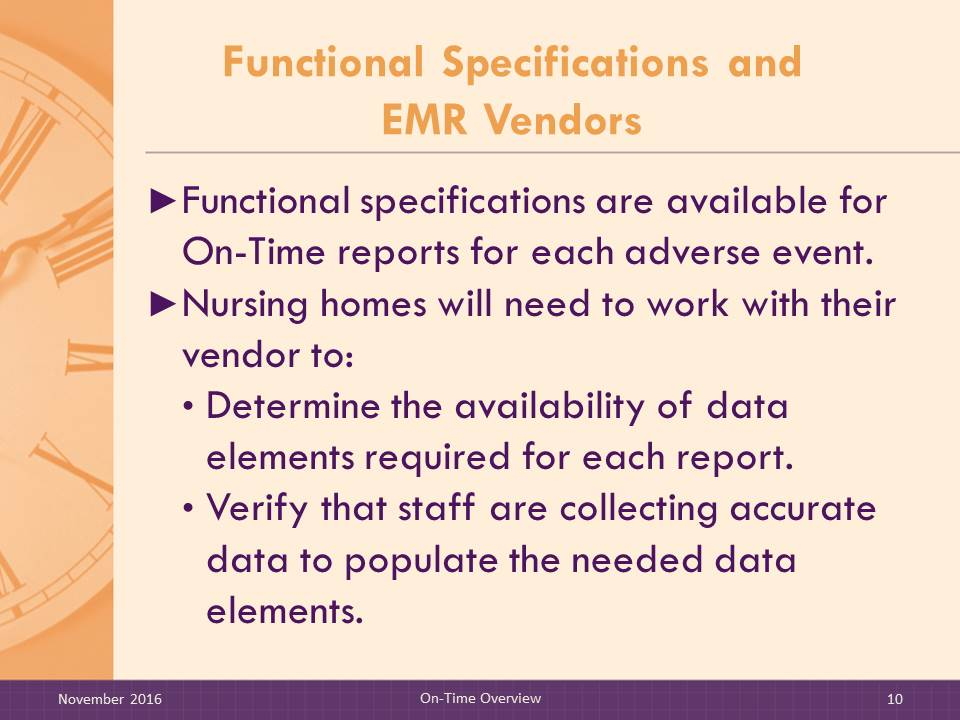 Functional Specifications and
EMR Vendors
►Functional specifications are available for
On-Time reports for each adverse event.
►Nursing homes will need to work with their
vendor to:
• Determine the availability of data
elements required for each report.
• Verify that staff are collecting accurate
data to populate the needed data
elements.
November 2016 On-Time Overview 10